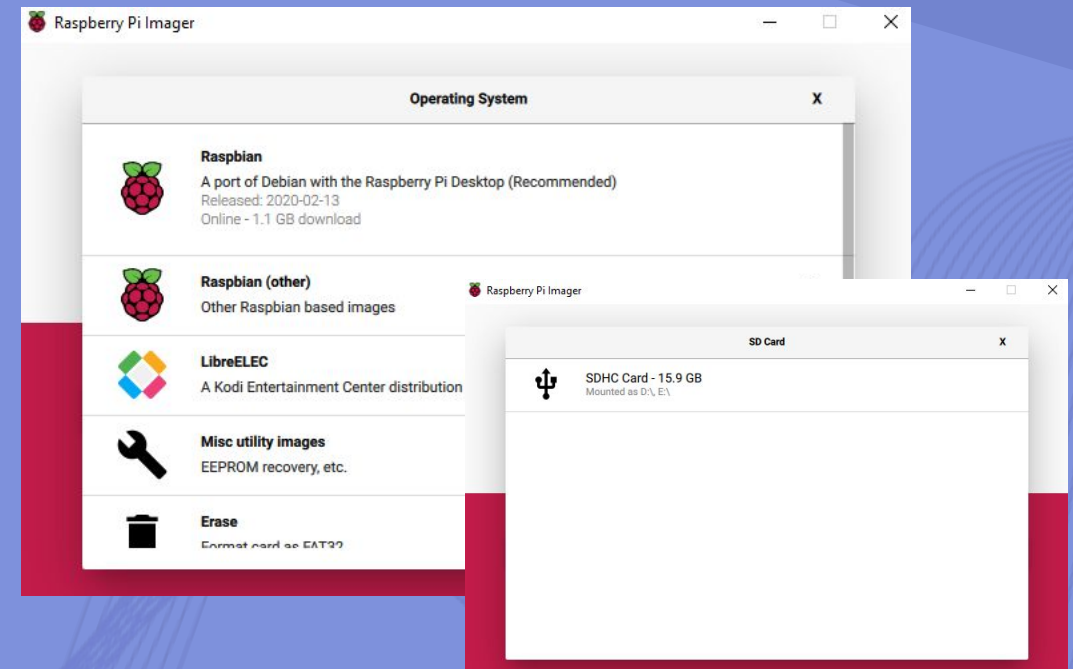 Raspberry Pi Imager
Operating System X
Raspbian
A port of Debian with the Raspberry Pi Desktop (Recommended)
Released: 2020-02-13
Online - 1.1 GB download
Raspbian (other)
Other Raspbian based images
LibreELEC
A Kodi Entertainment Center distribution
Misc utility images
EEPROM recovery, etc.
Erase
Format card as FAT32
Raspberry Pi Imager
SD Card X
SDHC Card - 15.9 GB
Mounted as D:\, E:\